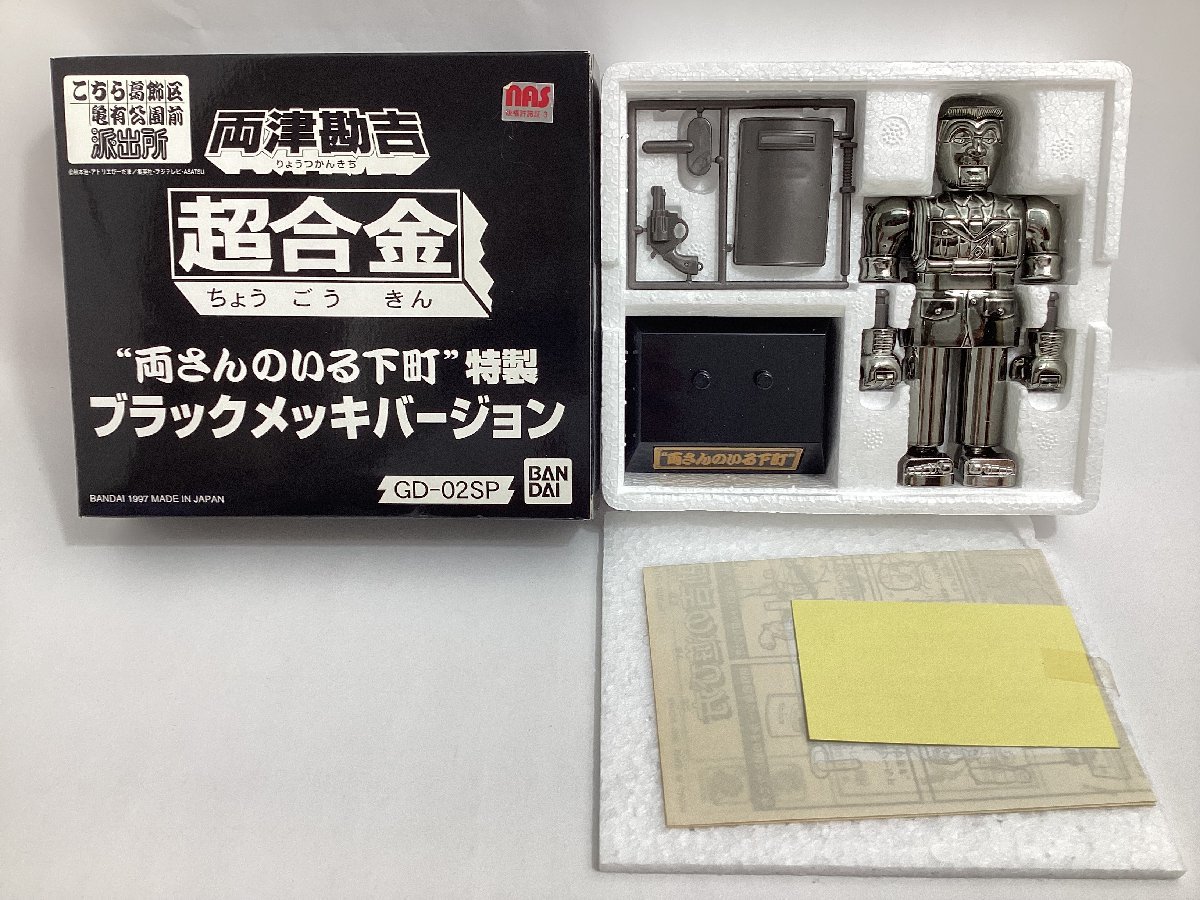 こちら葛飾区
亀有公園前
派出所
両津勘吉
りょうつかんきち
nas
超合金
ちょう ごう きん
“両さんのいる下町”特製
ブラックメッキバージョン
BANDAI 1997 MADE IN JAPAN
GD-02SP
BAN
DAI
“両さんのいる下町”